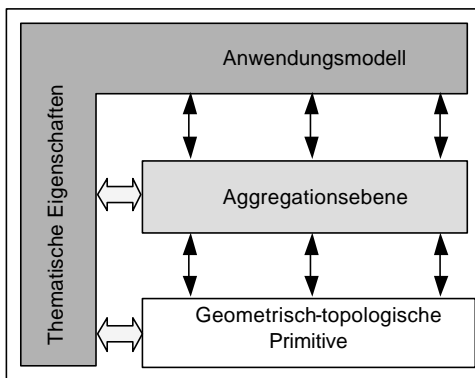 Anwendungsmodell
Thematische Eigenschaften
Aggregationsebene
Geometrisch-topologische
Primitive